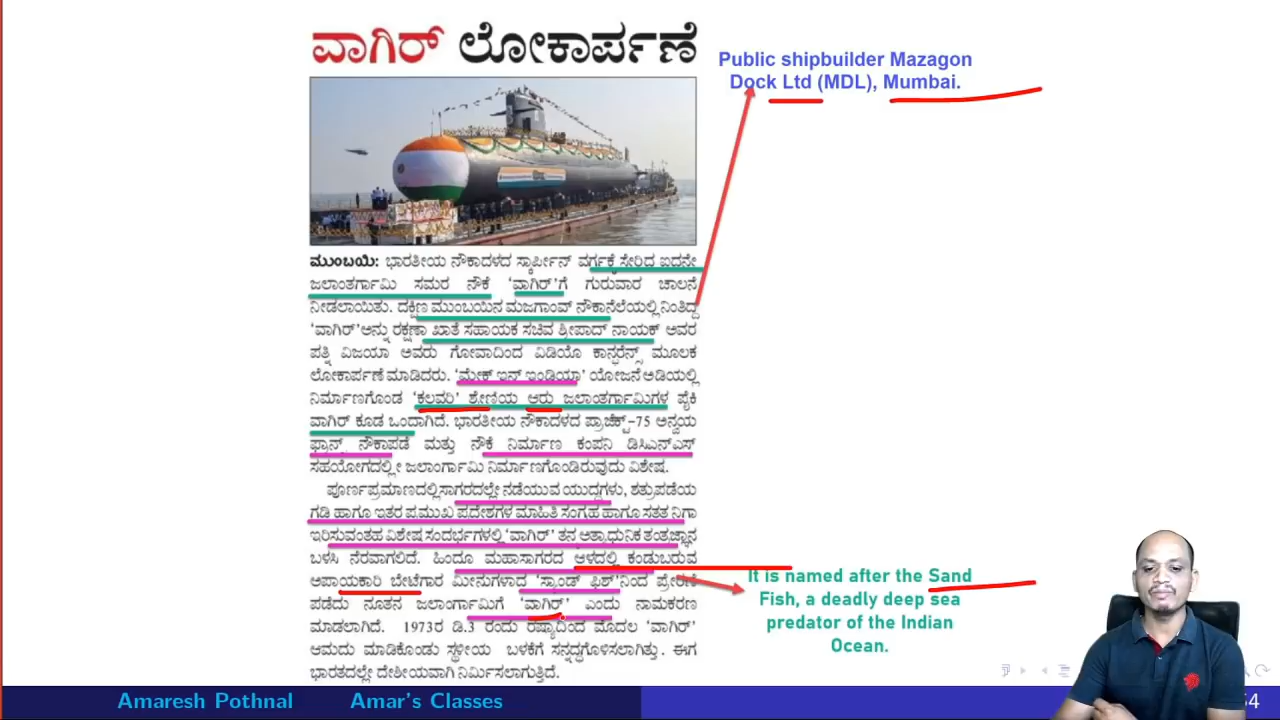 ವಾಗಿರ್ ಲೋಕಾರ್ಪಣೆ
Public shipbuilder Mazagon
Dock Ltd (MDL), Mumbai.
ಮುಂಬಯಿ: ಭಾರತೀಯ ನೌಕಾದಳದ ಸ್ಕಾರ್ಪೀನ್ ವರ್ಗಕ್ಕೆ ಸೇರಿದ ಐದನೇ
ಜಲಾಂತರ್ಗಾಮಿ ಸಮರ ನೌಕೆ 'ವಾಗಿರ್'ಗೆ ಗುರುವಾರ ಚಾಲನೆ
ನೀಡಲಾಯಿತು. ದಕ್ಷಿಣ ಮುಂಬಯಿನ ಮಜಗಾಂವ್ ನೌಕಾನೆಲೆಯಲ್ಲಿ ನಿಂತಿದ್ದ
'ವಾಗಿರ್'ಅನ್ನು ರಕ್ಷಣಾ ಖಾತೆ ಸಹಾಯಕ ಸಚಿವ ಶ್ರೀಪಾದ್ ನಾಯಕ್ ಅವರ
ಪತ್ನಿ ವಿಜಯಾ ಅವರು ಗೋವಾದಿಂದ ವಿಡಿಯೊ ಕಾನ್ಫರೆನ್ಸ್ ಮೂಲಕ
ಲೋಕಾರ್ಪಣೆ ಮಾಡಿದರು. 'ಮೇಕ್ ಇನ್ ಇಂಡಿಯಾ' ಯೋಜನೆ ಅಡಿಯಲ್ಲಿ
ನಿರ್ಮಾಣಗೊಂಡ 'ಕಲವರಿ' ಶ್ರೇಣಿಯ ಆರು ಜಲಾಂತರ್ಗಾಮಿಗಳ ಪೈಕಿ
ವಾಗಿರ್ ಕೂಡ ಒಂದಾಗಿದೆ. ಭಾರತೀಯ ನೌಕಾದಳದ ಪ್ರಾಜೆಕ್ಟ್-75 ಅನ್ವಯ
ಫ್ರಾನ್ಸ್ ನೌಕಾಪಡೆ ಮತ್ತು ನೌಕೆ ನಿರ್ಮಾಣ ಕಂಪನಿ ಡಿಸಿಎನ್ಎಸ್
ಸಹಯೋಗದಲ್ಲೀ ಜಲಾಂರ್ಗಾಮಿ ನಿರ್ಮಾಣಗೊಂಡಿರುವುದು ವಿಶೇಷ.
ಪೂರ್ಣಪ್ರಮಾಣದಲ್ಲಿ ಸಾಗರದಲ್ಲೇ ನಡೆಯುವ ಯುದ್ಧಗಳು, ಶತ್ರುಪಡೆಯ
ಗಡಿ ಹಾಗೂ ಇತರ ಪ್ರಮುಖ ಪ್ರದೇಶಗಳ ಮಾಹಿತಿ ಸಂಗ್ರಹ ಹಾಗೂ ಸತತ ನಿಗಾ
ಇರಿಸುವಂತಹ ವಿಶೇಷ ಸಂದರ್ಭಗಳಲ್ಲಿ 'ವಾಗಿರ್' ತನ್ನ ಅತ್ಯಾಧುನಿಕ ತಂತ್ರಜ್ಞಾನ
ಬಳಸಿ ನೆರವಾಗಲಿದೆ. ಹಿಂದೂ ಮಹಾಸಾಗರದ ಆಳದಲ್ಲಿ ಕಂಡುಬರುವ
ಅಪಾಯಕಾರಿ ಬೇಟೆಗಾರ ಮೀನುಗಳಾದ 'ಸ್ಯಾಂಡ್ ಫಿಶ್'ನಿಂದ ಪ್ರೇರಣೆ
ಪಡೆದು ನೂತನ ಜಲಾಂರ್ಗಾಮಿಗೆ 'ವಾಗಿರ್' ಎಂದು ನಾಮಕರಣ
ಮಾಡಲಾಗಿದೆ. 1973ರ ಡಿ.3 ರಂದು ರಷ್ಯಾದಿಂದ ಮೊದಲ 'ವಾಗಿರ್'
ಆಮದು ಮಾಡಿಕೊಂಡು ಸ್ಥಳೀಯ ಬಳಕೆಗೆ ಸನ್ನದ್ಧಗೊಳಿಸಲಾಗಿತ್ತು. ಈಗ
ಭಾರತದಲ್ಲೇ ದೇಶೀಯವಾಗಿ ನಿರ್ಮಿಸಲಾಗುತ್ತಿದೆ.
It is named after the Sand
Fish, a deadly deep sea
predator of the Indian
Ocean.
Amaresh Pothnal Amar's Classes